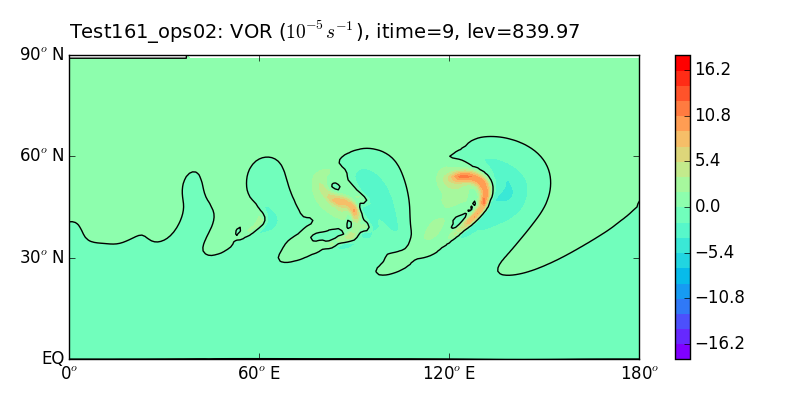 Test161_ops02: VOR (10⁻⁵ s⁻¹), itime=9, lev=839.97
90° N
60° N
30° N
EQ
0° 60° E 120° E 180°
16.2
10.8
5.4
0.0
−5.4
−10.8
−16.2